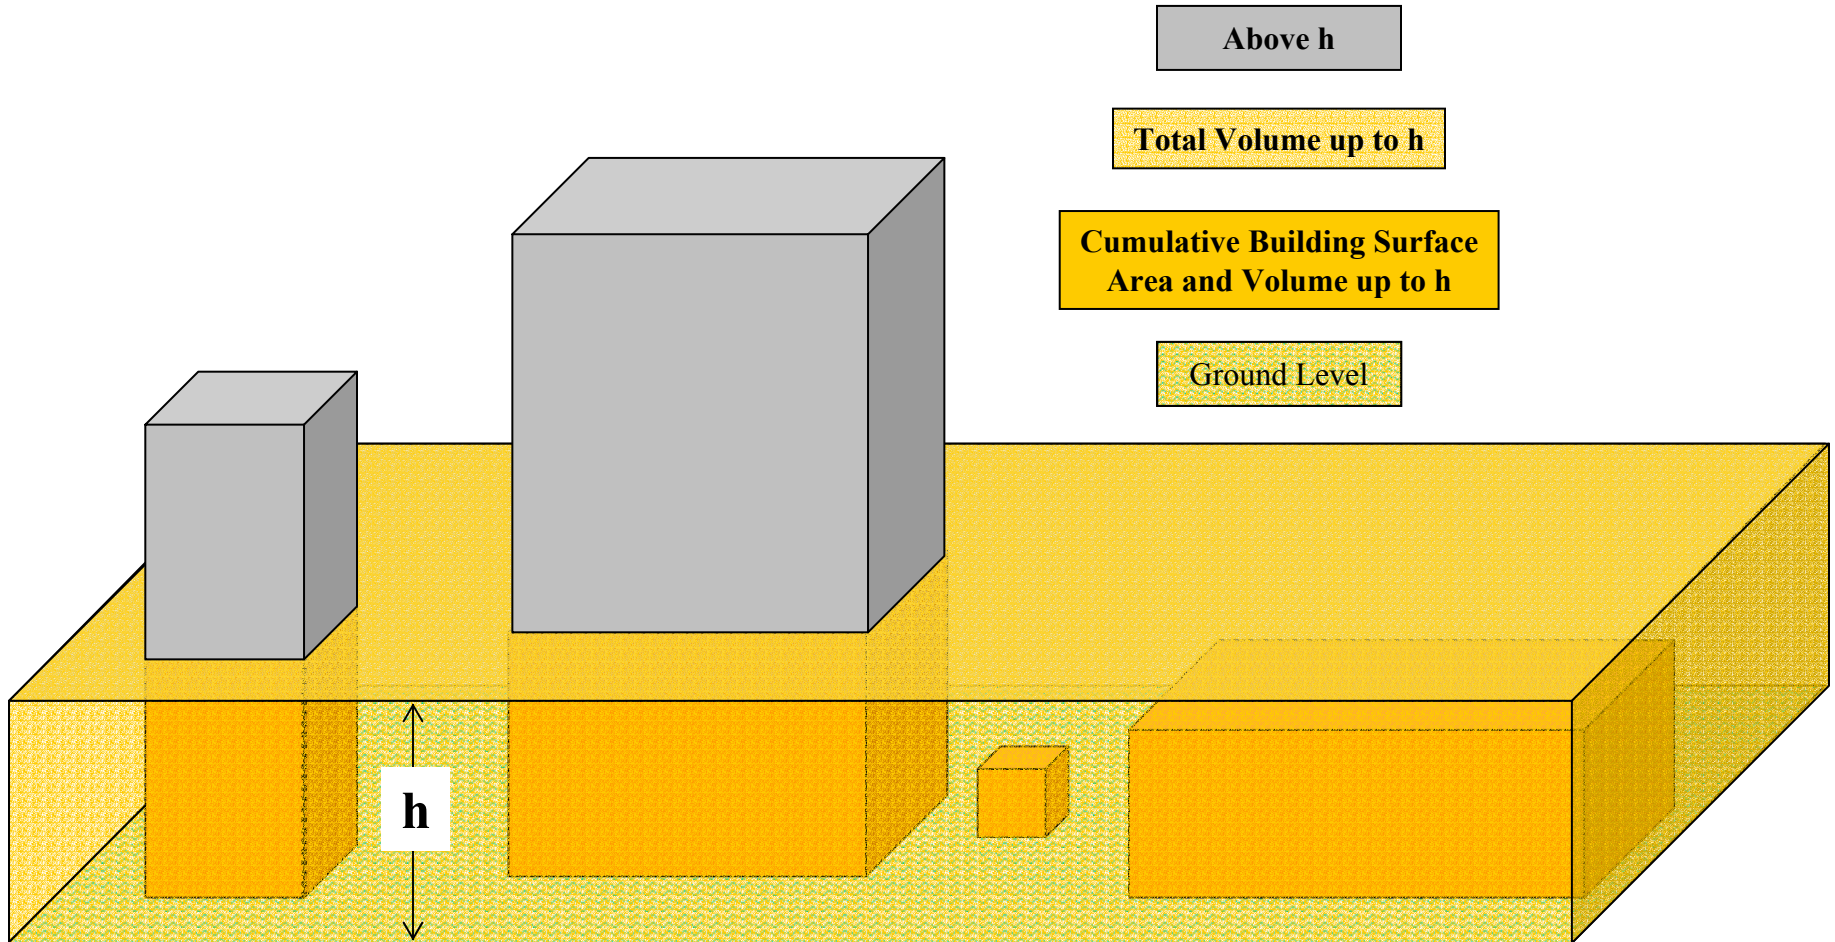 Above h
Total Volume up to h
Cumulative Building Surface
Area and Volume up to h
Ground Level
h